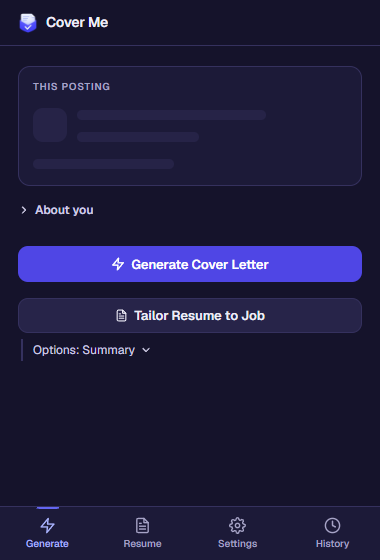 Cover Me
THIS POSTING
About you
Generate Cover Letter
Tailor Resume to Job
Options: Summary
Generate
Resume
Settings
History